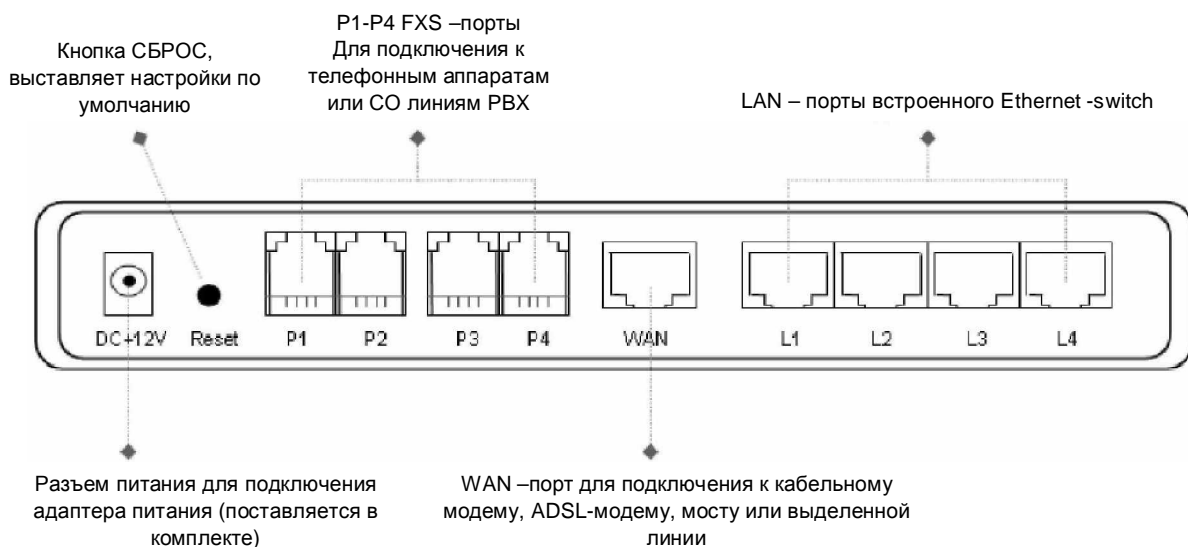 P1-P4 FXS –порты
Для подключения к
телефонным аппаратам
или CO линиям PBX
Кнопка СБРОС,
выставляет настройки по
умолчанию
LAN – порты встроенного Ethernet -switch
DC+12V Reset P1 P2 P3 P4 WAN L1 L2 L3 L4
Разъем питания для подключения
адаптера питания (поставляется в
комплекте)
WAN –порт для подключения к кабельному
модему, ADSL-модему, мосту или выделенной
линии